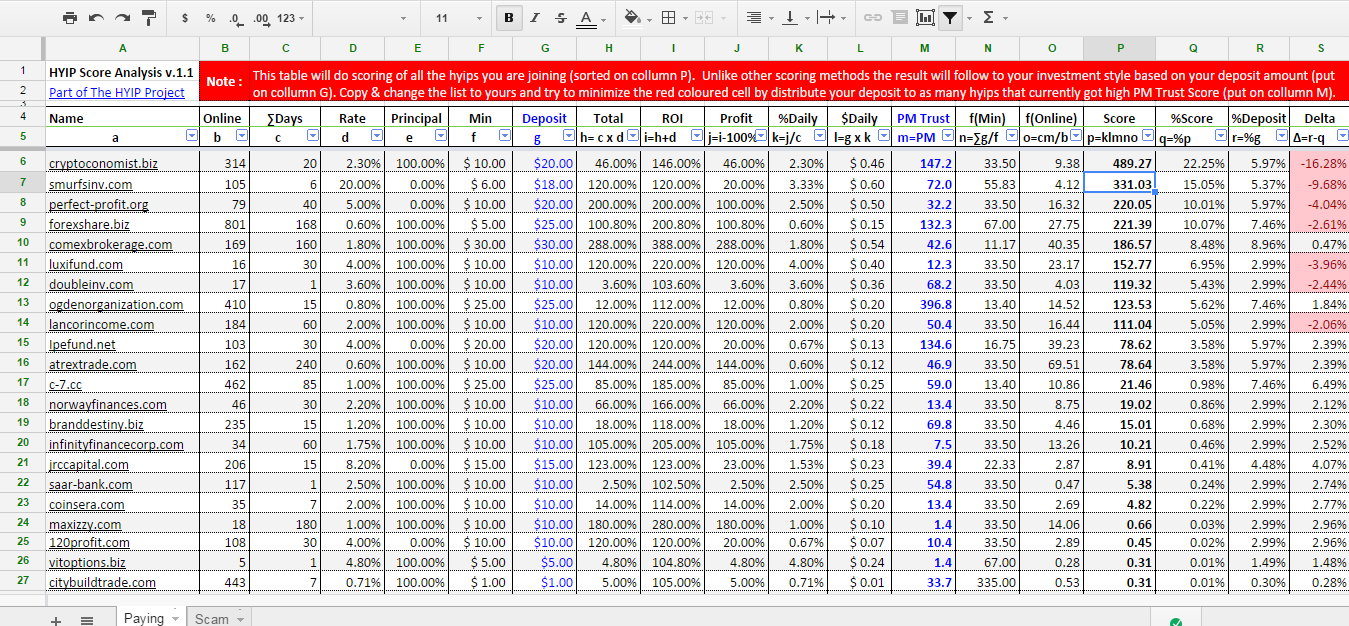 $ % .0 .00 123 11 B I S A Σ
A B C D E F G H I J K L M N O P Q R S
1 HYIP Score Analysis v.1.1 Note : This table will do scoring of all the hyips you are joining (sorted on collumn P). Unlike other scoring methods the result will follow to your investment style based on your deposit amount (put
2 Part of The HYIP Project on collumn G). Copy & change the list to yours and try to minimize the red coloured cell by distribute your deposit to as many hyips that currently got high PM Trust Score (put on collumn M).
3
4 Name Online ∑Days Rate Principal Min Deposit Total ROI Profit %Daily $Daily PM Trust f(Min) f(Online) Score %Score %Deposit Delta
5 a b c d e f g h= c x d i=h+d j=i-100% k=j/c l=g x k m=PM n=∑g/f o=cm/b p=klmno q=%p r=%g Δ=r-q
6 cryptoconomist.biz 314 20 2.30% 100.00% $ 10.00 $20.00 46.00% 146.00% 46.00% 2.30% $ 0.46 147.2 33.50 9.38 489.27 22.25% 5.97% -16.28%
7 smurfsinv.com 105 6 20.00% 0.00% $ 6.00 $18.00 120.00% 120.00% 20.00% 3.33% $ 0.60 72.0 55.83 4.12 331.03 15.05% 5.37% -9.68%
8 perfect-profit.org 79 40 5.00% 0.00% $ 10.00 $20.00 200.00% 200.00% 100.00% 2.50% $ 0.50 32.2 33.50 16.32 220.05 10.01% 5.97% -4.04%
9 forexshare.biz 801 168 0.60% 100.00% $ 5.00 $25.00 100.80% 200.80% 100.80% 0.60% $ 0.15 132.3 67.00 27.75 221.39 10.07% 7.46% -2.61%
10 comexbrokerage.com 169 160 1.80% 100.00% $ 30.00 $30.00 288.00% 388.00% 288.00% 1.80% $ 0.54 42.6 11.17 40.35 186.57 8.48% 8.96% 0.47%
11 luxifund.com 16 30 4.00% 100.00% $ 10.00 $10.00 120.00% 220.00% 120.00% 4.00% $ 0.40 12.3 33.50 23.17 152.77 6.95% 2.99% -3.96%
12 doubleinv.com 17 1 3.60% 100.00% $ 10.00 $10.00 3.60% 103.60% 3.60% 3.60% $ 0.36 68.2 33.50 4.03 119.32 5.43% 2.99% -2.44%
13 ogdenorganization.com 410 15 0.80% 100.00% $ 25.00 $25.00 12.00% 112.00% 12.00% 0.80% $ 0.20 396.8 13.40 14.52 123.53 5.62% 7.46% 1.84%
14 lancorincome.com 184 60 2.00% 100.00% $ 10.00 $10.00 120.00% 220.00% 120.00% 2.00% $ 0.20 50.4 33.50 16.44 111.04 5.05% 2.99% -2.06%
15 lpefund.net 103 30 4.00% 0.00% $ 20.00 $20.00 120.00% 120.00% 20.00% 0.67% $ 0.13 134.6 16.75 39.23 78.62 3.58% 5.97% 2.39%
16 atrextrade.com 162 240 0.60% 100.00% $ 10.00 $20.00 144.00% 244.00% 144.00% 0.60% $ 0.12 46.9 33.50 69.51 78.64 3.58% 5.97% 2.39%
17 c-7.cc 462 85 1.00% 100.00% $ 25.00 $25.00 85.00% 185.00% 85.00% 1.00% $ 0.25 59.0 13.40 10.86 21.46 0.98% 7.46% 6.49%
18 norwayfinances.com 46 30 2.20% 100.00% $ 10.00 $10.00 66.00% 166.00% 66.00% 2.20% $ 0.22 13.4 33.50 8.75 19.02 0.86% 2.99% 2.12%
19 branddestiny.biz 235 15 1.20% 100.00% $ 10.00 $10.00 18.00% 118.00% 18.00% 1.20% $ 0.12 69.8 33.50 4.46 15.01 0.68% 2.99% 2.30%
20 infinityfinancecorp.com 34 60 1.75% 100.00% $ 10.00 $10.00 105.00% 205.00% 105.00% 1.75% $ 0.18 7.5 33.50 13.26 10.21 0.46% 2.99% 2.52%
21 jrccapital.com 206 15 8.20% 0.00% $ 15.00 $15.00 123.00% 123.00% 23.00% 1.53% $ 0.23 39.4 22.33 2.87 8.91 0.41% 4.48% 4.07%
22 saar-bank.com 117 1 2.50% 100.00% $ 10.00 $10.00 2.50% 102.50% 2.50% 2.50% $ 0.25 54.8 33.50 0.47 5.38 0.24% 2.99% 2.74%
23 coinsera.com 35 7 2.00% 100.00% $ 10.00 $10.00 14.00% 114.00% 14.00% 2.00% $ 0.20 13.4 33.50 2.69 4.82 0.22% 2.99% 2.77%
24 maxizzy.com 18 180 1.00% 100.00% $ 10.00 $10.00 180.00% 280.00% 180.00% 1.00% $ 0.10 1.4 33.50 14.06 0.66 0.03% 2.99% 2.96%
25 120profit.com 108 30 4.00% 0.00% $ 10.00 $10.00 120.00% 120.00% 20.00% 0.67% $ 0.07 10.4 33.50 2.89 0.45 0.02% 2.99% 2.96%
26 vitoptions.biz 5 1 4.80% 100.00% $ 5.00 $5.00 4.80% 104.80% 4.80% 4.80% $ 0.24 1.4 67.00 0.28 0.31 0.01% 1.49% 1.48%
27 citybuildtrade.com 443 7 0.71% 100.00% $ 1.00 $1.00 5.00% 105.00% 5.00% 0.71% $ 0.01 33.7 335.00 0.53 0.31 0.01% 0.30% 0.28%
Paying Scam